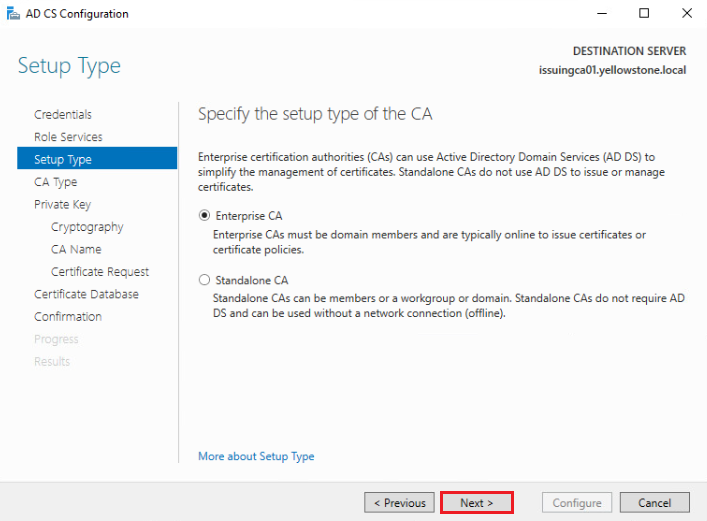 AD CS Configuration
Setup Type
DESTINATION SERVER
issuingca01.yellowstone.local
Credentials
Role Services
Setup Type
CA Type
Private Key
Cryptography
CA Name
Certificate Request
Certificate Database
Confirmation
Progress
Results
Specify the setup type of the CA
Enterprise certification authorities (CAs) can use Active Directory Domain Services (AD DS) to
simplify the management of certificates. Standalone CAs do not use AD DS to issue or manage
certificates.
Enterprise CA
Enterprise CAs must be domain members and are typically online to issue certificates or
certificate policies.
Standalone CA
Standalone CAs can be members or a workgroup or domain. Standalone CAs do not require AD
DS and can be used without a network connection (offline).
More about Setup Type
< Previous
Next >
Configure
Cancel